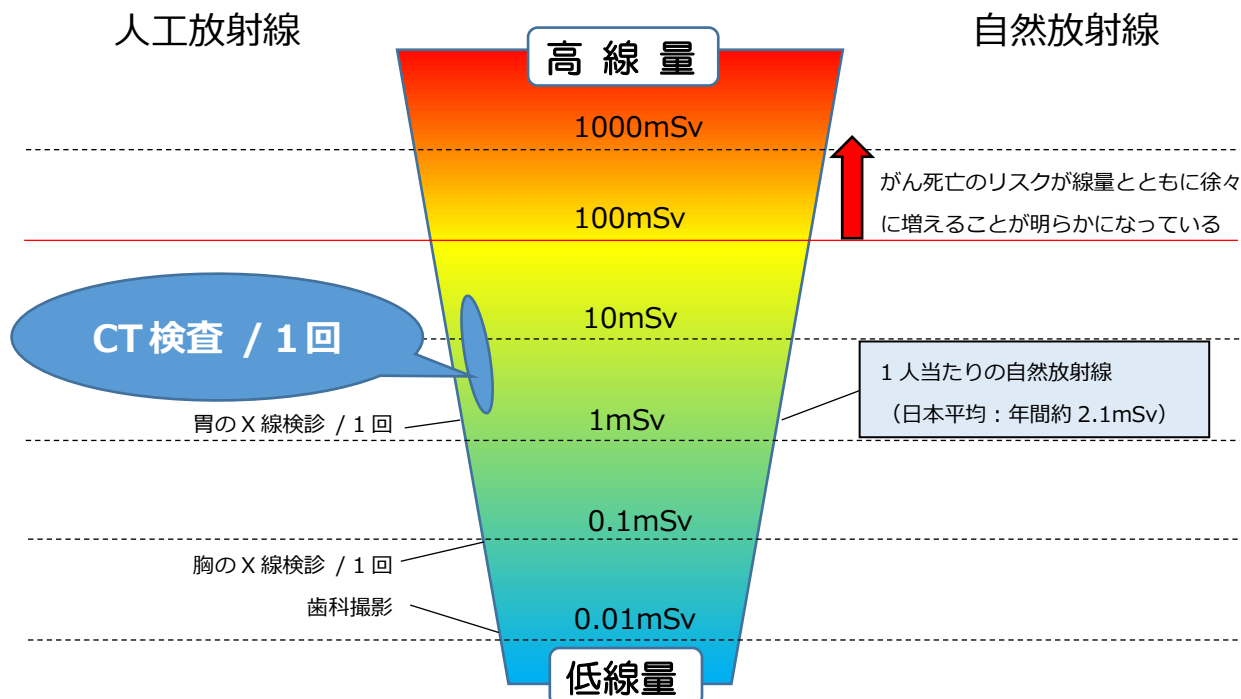 人工放射線
自然放射線
高線量
1000mSv
がん死亡のリスクが線量とともに徐々
に増えることが明らかになっている
100mSv
10mSv
CT 検査 / 1 回
1 人当たりの自然放射線
（日本平均：年間約 2.1mSv）
胃の X 線検診 / 1 回
1mSv
0.1mSv
胸の X 線検診 / 1 回
歯科撮影
0.01mSv
低線量